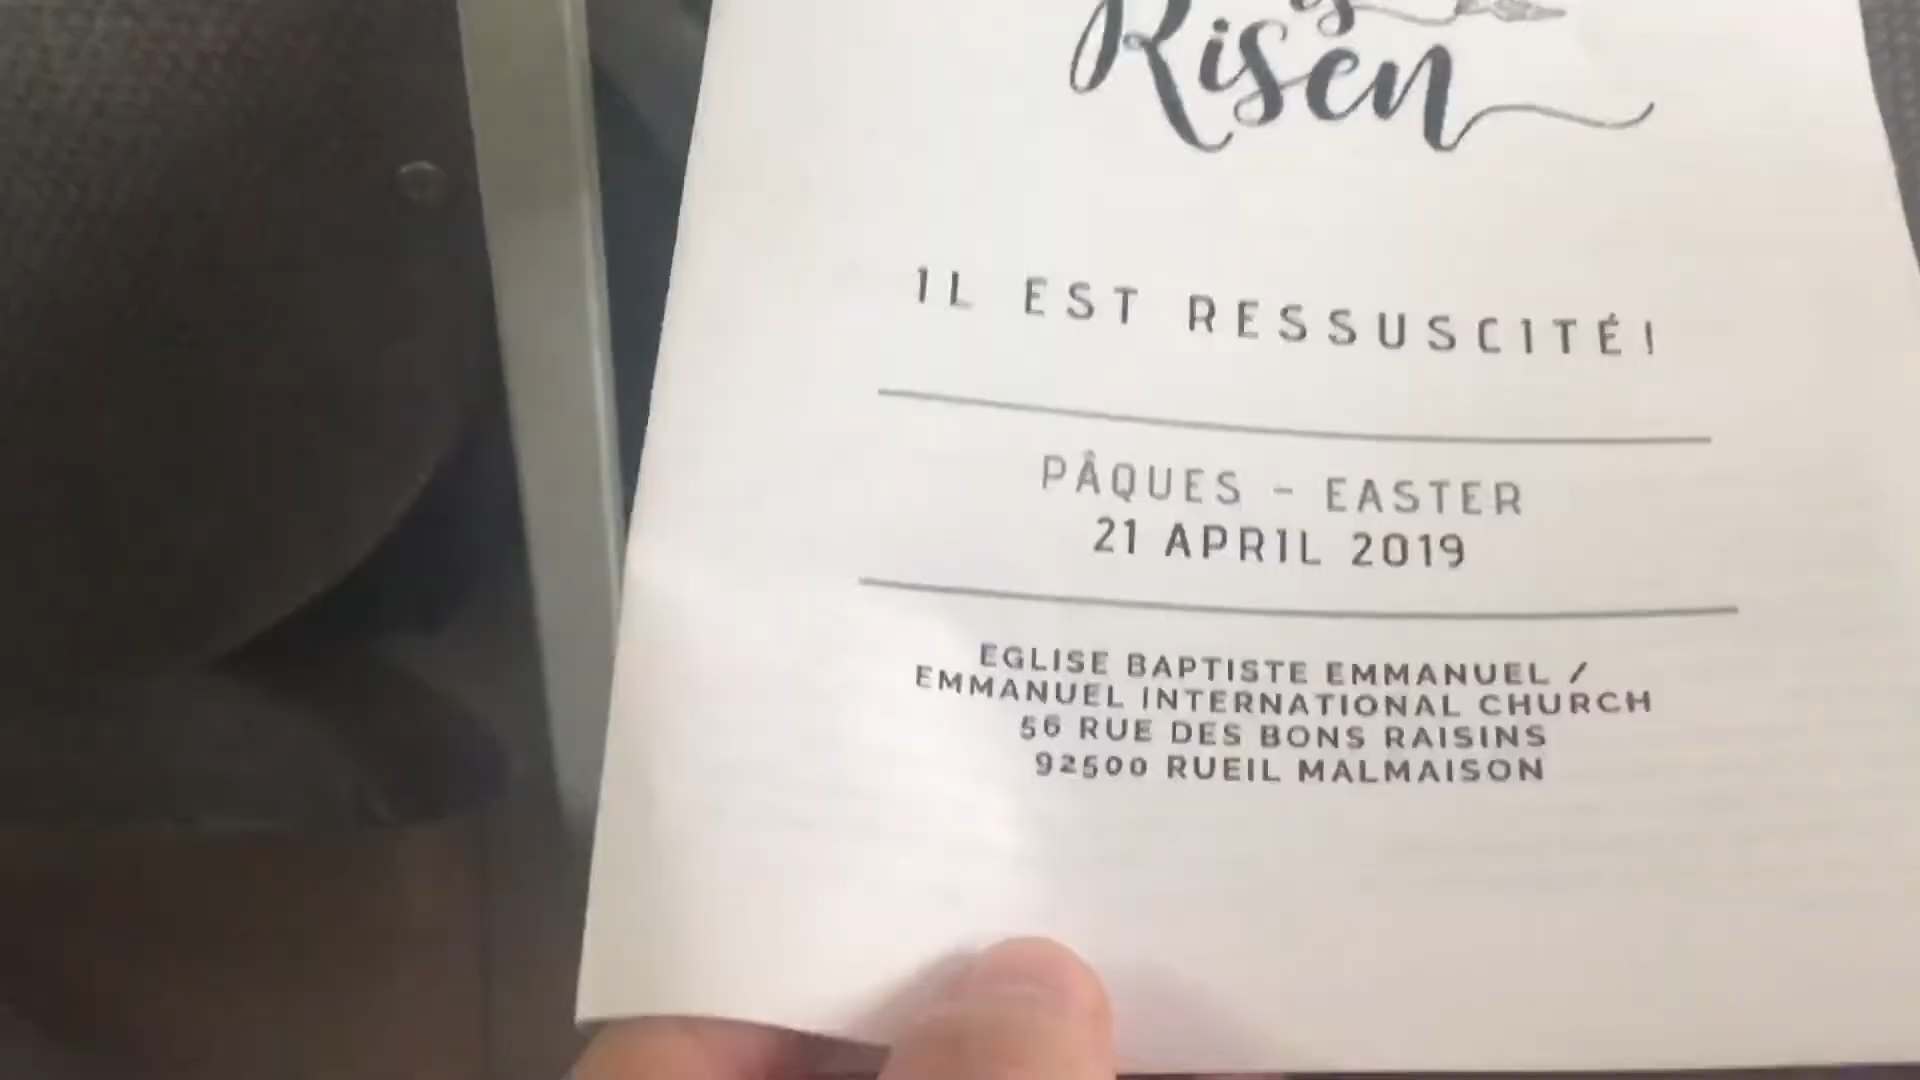 is
Risen
IL EST RESSUSCITÉ!
PÂQUES - EASTER
21 APRIL 2019
EGLISE BAPTISTE EMMANUEL /
EMMANUEL INTERNATIONAL CHURCH
56 RUE DES BONS RAISINS
92500 RUEIL MALMAISON